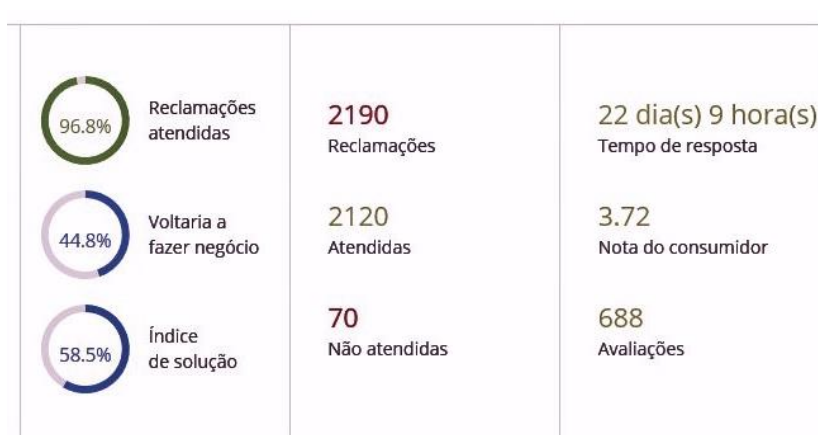 96.8%
Reclamações
atendidas
44.8%
Voltaria a
fazer negócio
58.5%
Índice
de solução
2190
Reclamações
2120
Atendidas
70
Não atendidas
22 dia(s) 9 hora(s)
Tempo de resposta
3.72
Nota do consumidor
688
Avaliações